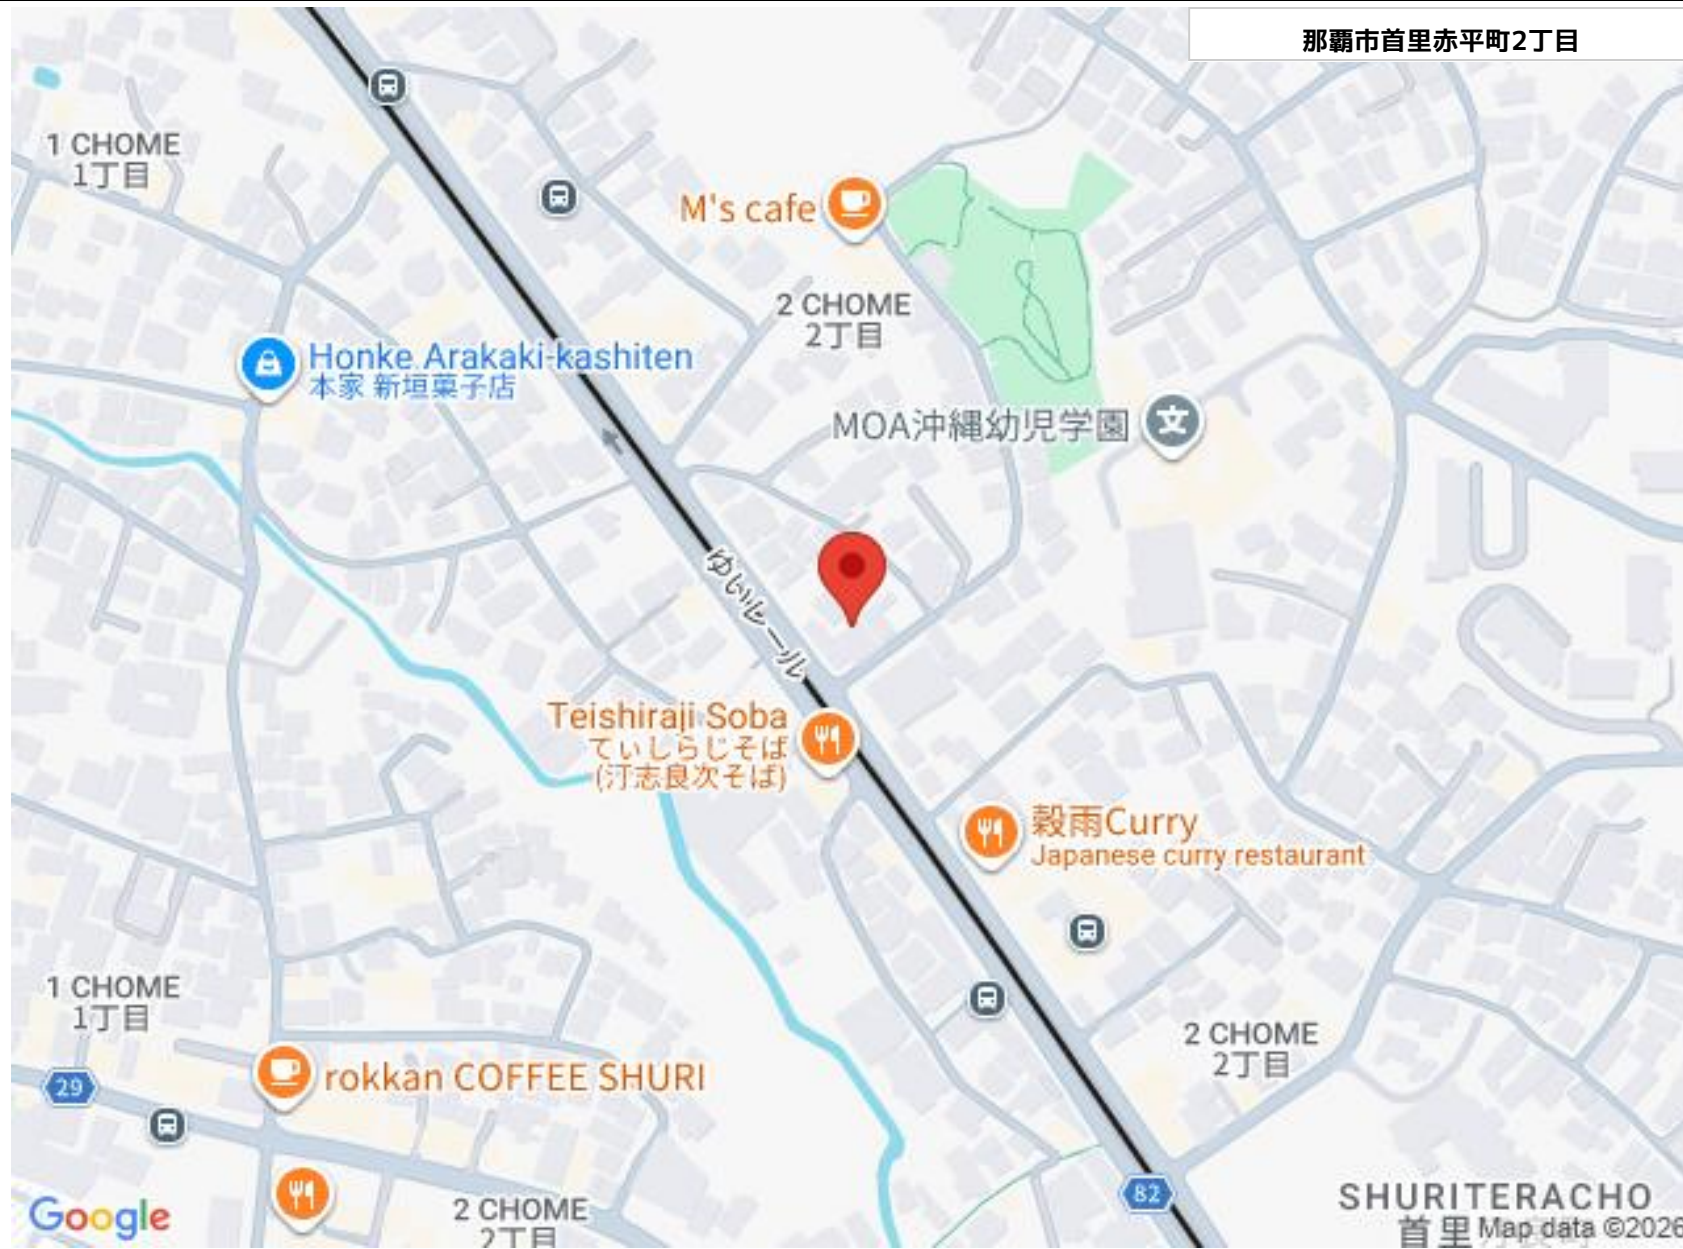 那覇市首里赤平町2丁目
1 CHOME
1丁目
M's cafe
2 CHOME
2丁目
Honke Arakaki-kashiten
本家 新垣菓子店
MOA沖縄幼児学園
ゆいレール
Teishiraji Soba
てぃしらじそば
(汀志良次そば)
穀雨Curry
Japanese curry restaurant
1 CHOME
1丁目
2 CHOME
2丁目
rokkan COFFEE SHURI
29
82
2 CHOME
2丁目
SHURITERACHO
首里
Google
Map data ©2026